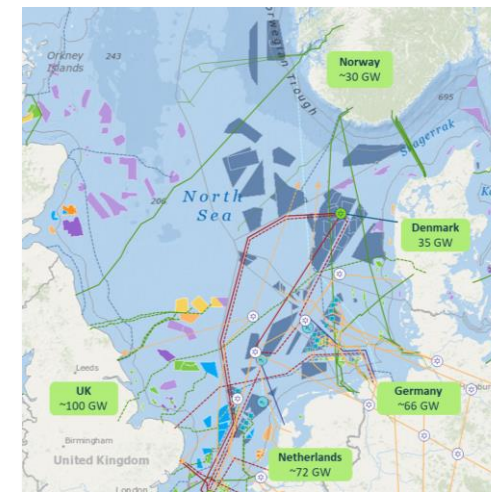 Orkney
Islands
243
Norwegian Trough
Norway
~30 GW
695
Skagerrak
206
North
Sea
Denmark
35 GW
Leeds
UK
~100 GW
Germany
~66 GW
Birmingham
United Kingdom
Netherlands
~72 GW
London